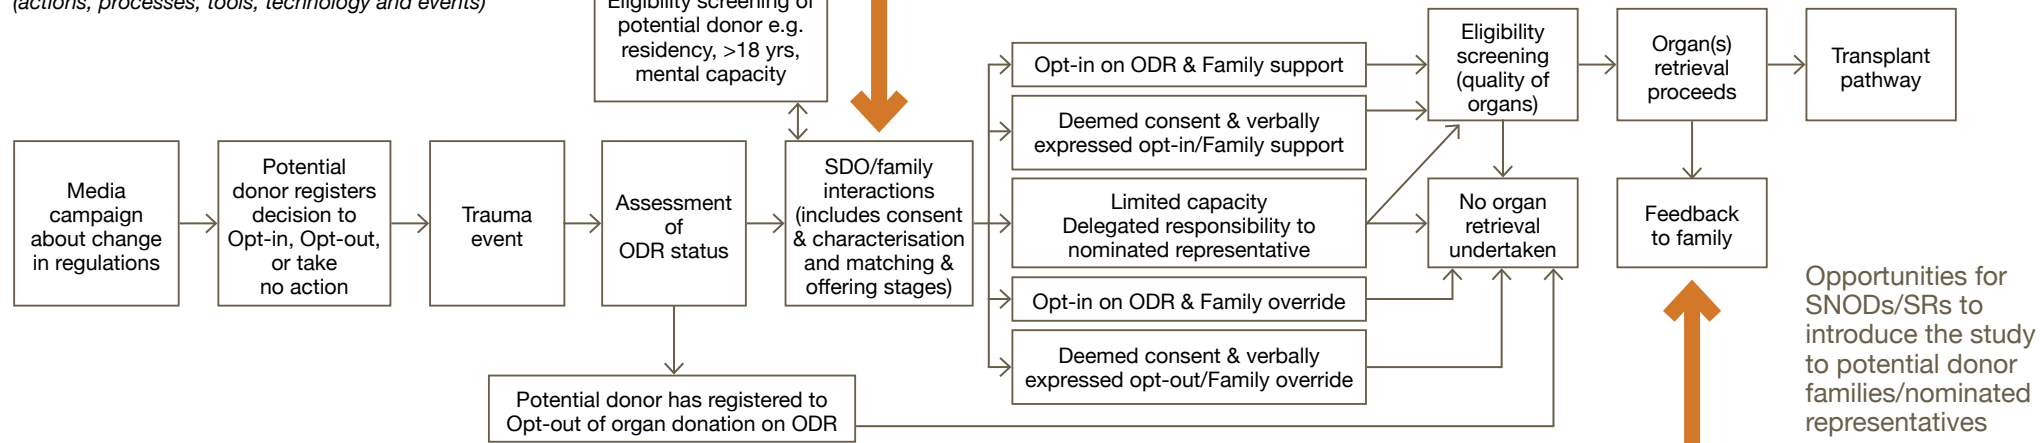 (actions, processes, tools, technology and events)
Eligibility screening of
potential donor e.g.
residency, >18 yrs,
mental capacity
Media
campaign
about change
in regulations
Potential
donor registers
decision to
Opt-in, Opt-out,
or take
no action
Trauma
event
Assessment
of
ODR status
SDO/family
interactions
(includes consent
& characterisation
and matching &
offering stages)
Potential donor has registered to
Opt-out of organ donation on ODR
Opt-in on ODR & Family support
Deemed consent & verbally
expressed opt-in/Family support
Limited capacity
Delegated responsibility to
nominated representative
Opt-in on ODR & Family override
Deemed consent & verbally
expressed opt-out/Family override
Eligibility
screening
(quality of
organs)
No organ
retrieval
undertaken
Organ(s)
retrieval
proceeds
Feedback
to family
Transplant
pathway
Opportunities for
SNODs/SRs to
introduce the study
to potential donor
families/nominated
representatives